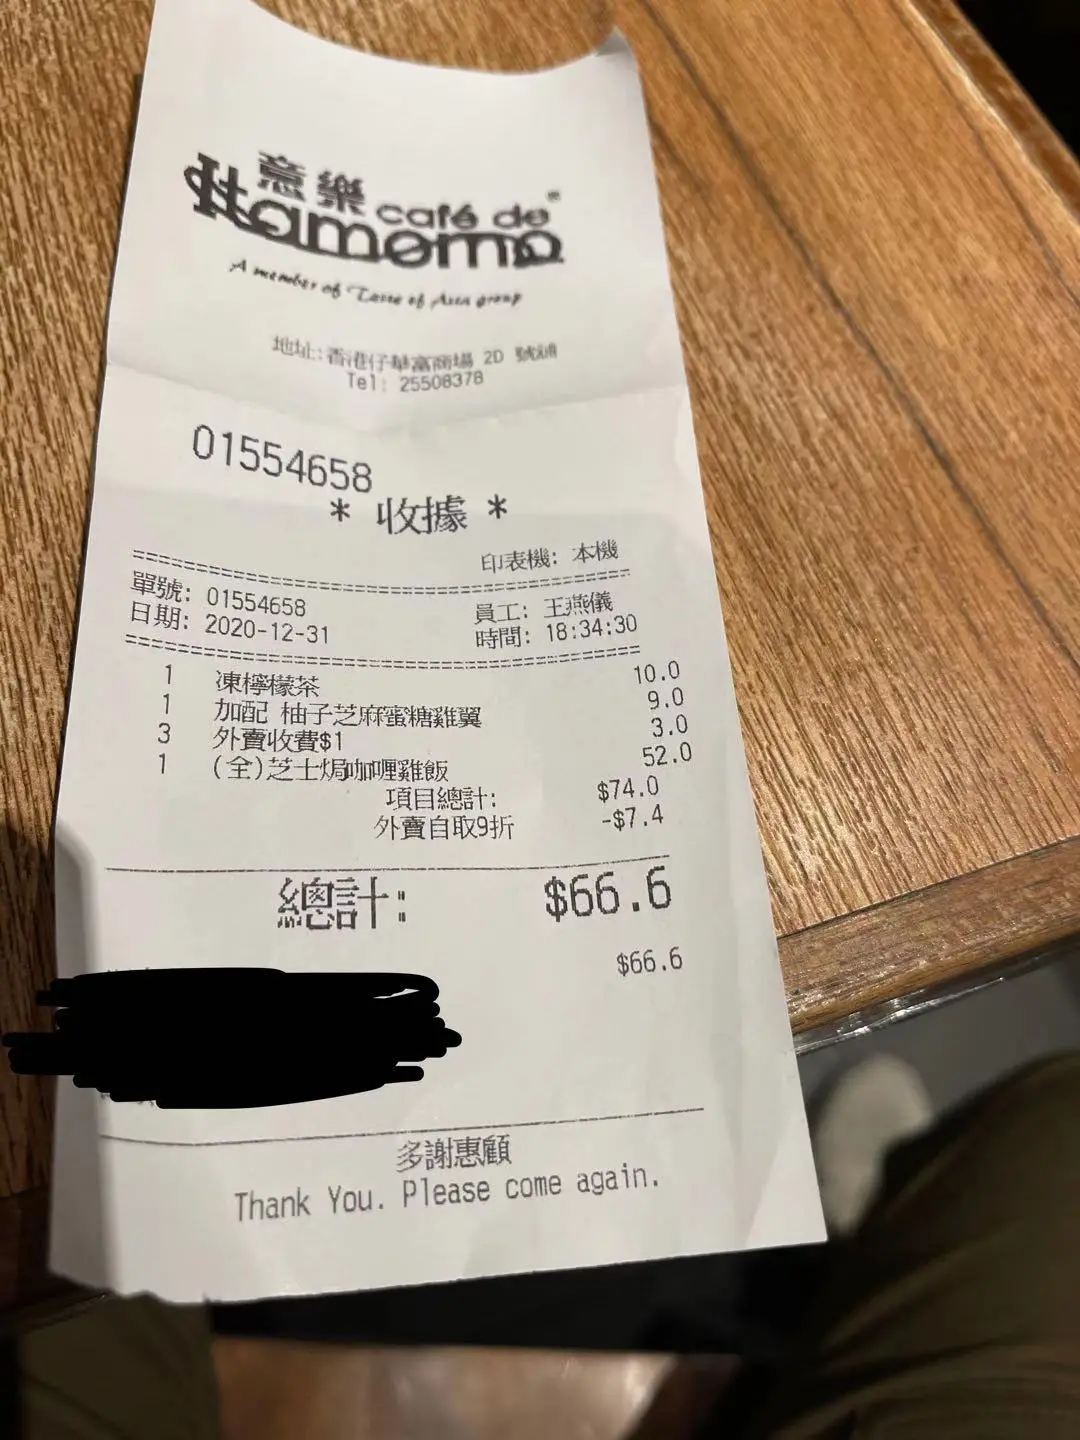 意樂 café de
Itamomo
A member of Taste of Asia group
地址:香港仔華富商場 2D 號鋪
Tel: 25508378
01554658
* 收據 *
印表機: 本機
單號: 01554658 員工: 王燕儀
日期: 2020-12-31 時間: 18:34:30
1 凍檸檬茶 10.0
1 加配 柚子芝麻蜜糖雞翼 9.0
3 外賣收費$1 3.0
1 (全)芝士焗咖喱雞飯 52.0
項目總計: $74.0
外賣自取9折 -$7.4
總計: $66.6
$66.6
多謝惠顧
Thank You. Please come again.